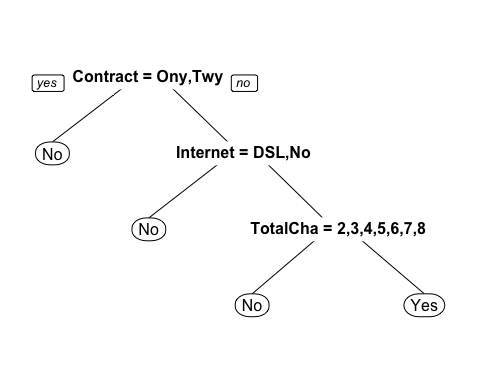 yes Contract = Ony,Twy no
No
Internet = DSL,No
No
TotalCha = 2,3,4,5,6,7,8
No Yes